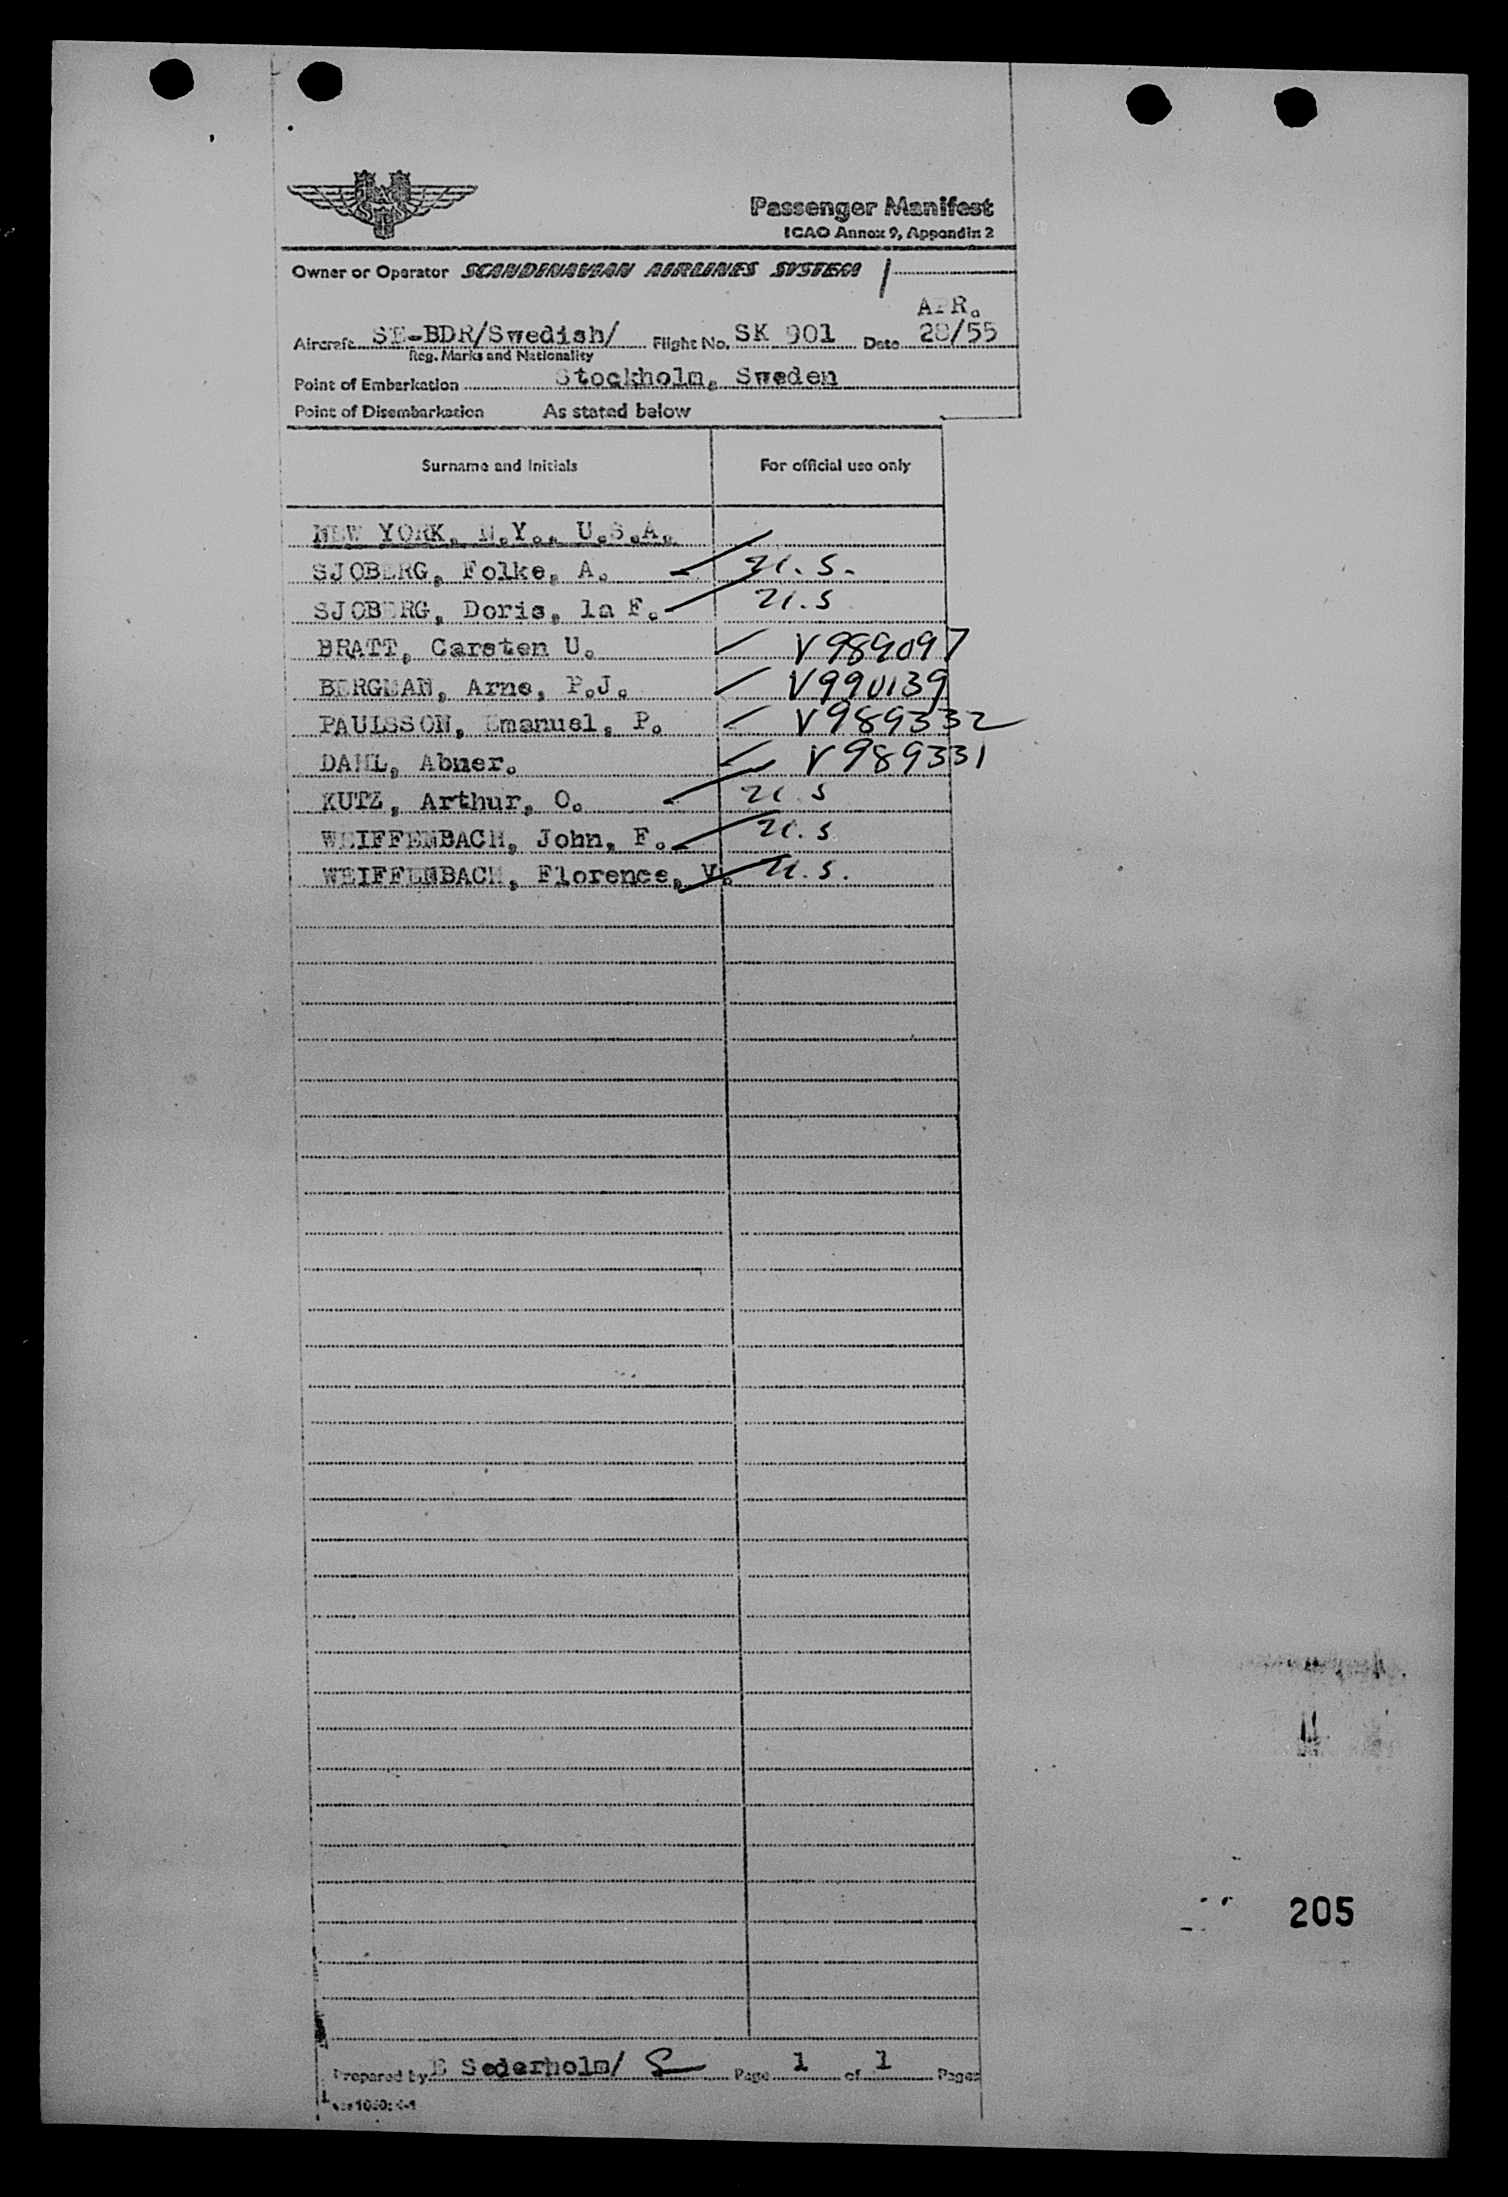 Passenger Manifest
ICAO Annex 9, Appendix 2
Owner or Operator SCANDINAVIAN AIRLINES SYSTEM
APR.
Aircraft SE-BDR/Swedish/ Flight No. SK 901 Date 28/55
Reg. Marks and Nationality
Point of Embarkation Stockholm, Sweden
Point of Disembarkation As stated below
Surname and Initials For official use only
NEW YORK, N.Y., U.S.A.
SJOBERG, Folke, A. U.S.
SJOBERG, Doris, la F. U.S
BRATT, Carsten U. V989097
BERGMAN, Arne, P.J. V990139
PAULSSON, Emanuel, P. V989332
DAHL, Abner. V989331
KUTZ, Arthur, O. U.S
WEIFFENBACH, John, F. U.S
WEIFFENBACH, Florence, V. U.S.
205
Prepared by E Sederholm/ Page 1 of 1 Pages